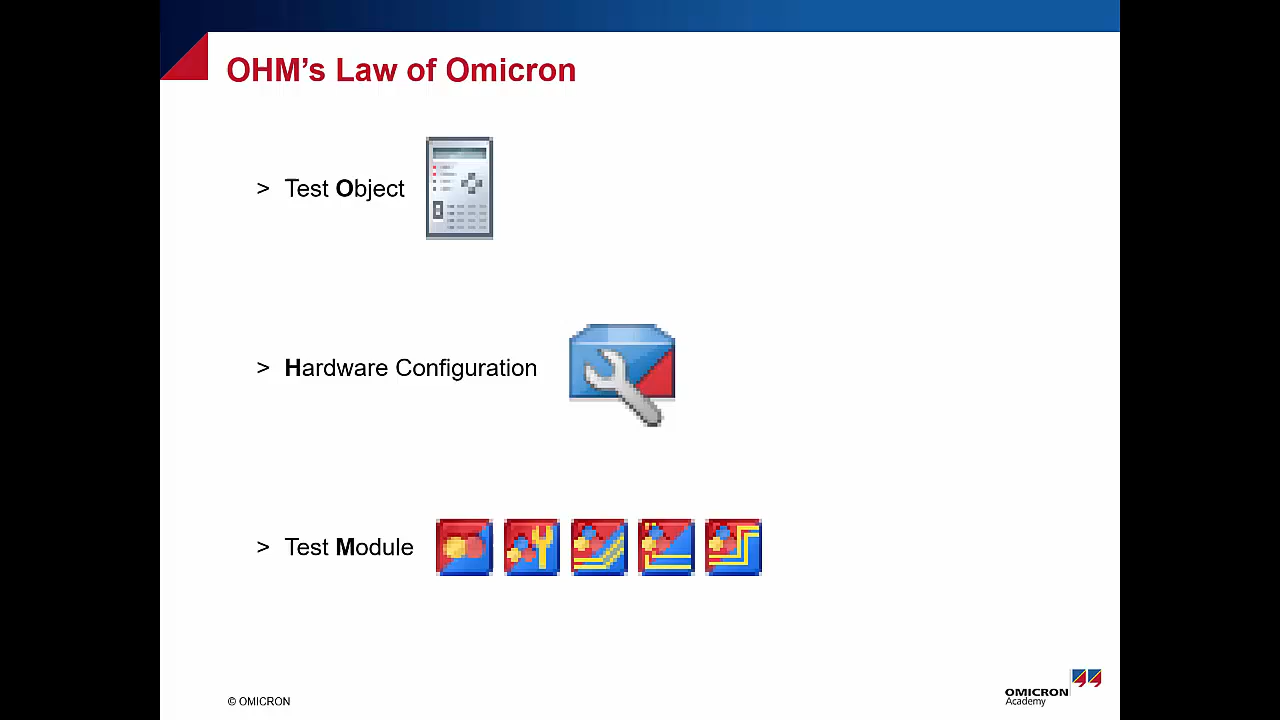 OHM’s Law of Omicron
> Test Object
> Hardware Configuration
> Test Module
© OMICRON
OMICRON
Academy